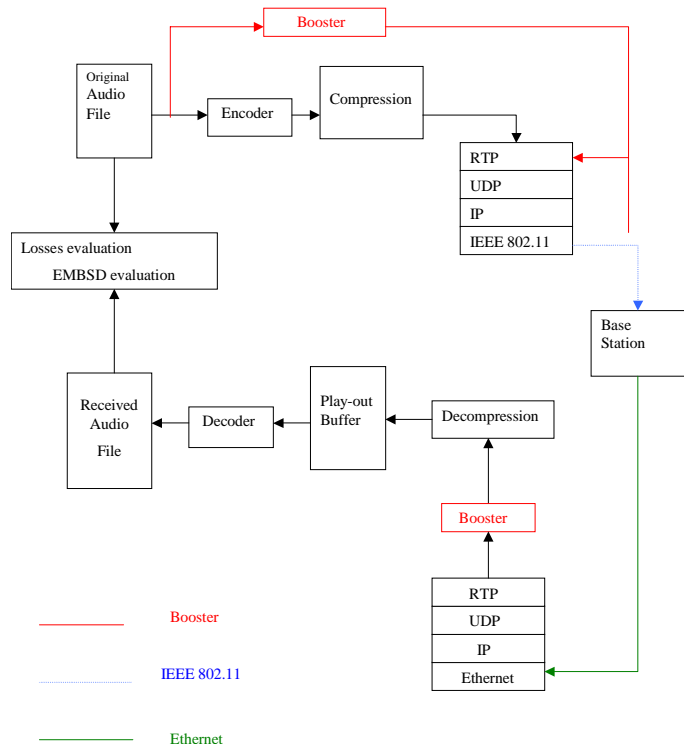 Booster
Original
Audio
File
Encoder
Compression
RTP
UDP
IP
IEEE 802.11
Losses evaluation
EMBSD evaluation
Base
Station
Received
Audio
File
Decoder
Play-out
Buffer
Decompression
Booster
RTP
UDP
IP
Ethernet
Booster
IEEE 802.11
Ethernet